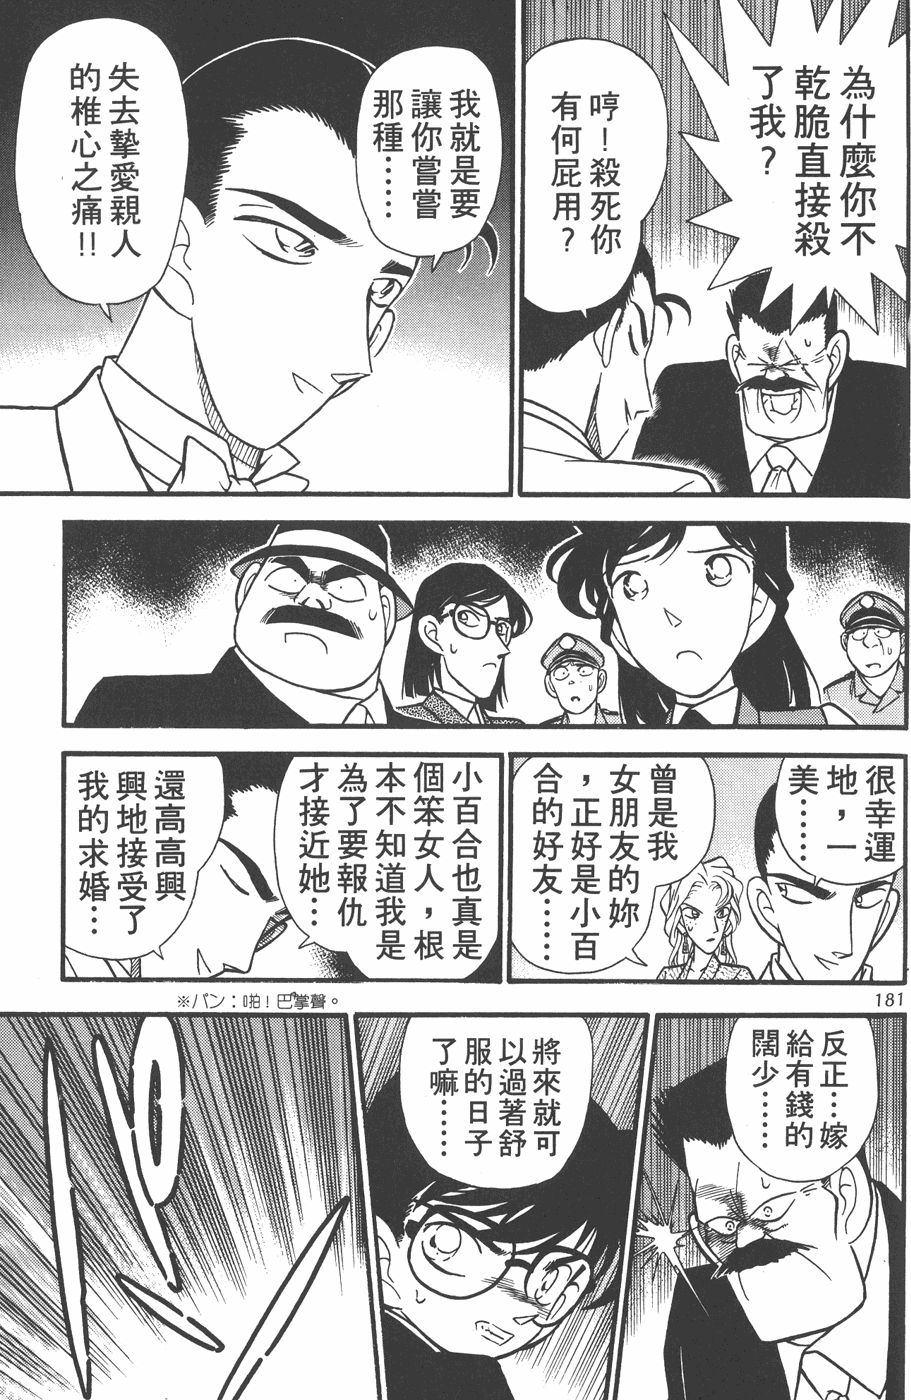 為什麼你不
乾脆直接殺
了我?
哼!殺死你
有何屁用?
我就是要
讓你嘗嘗
那種……
失去摯愛親人
的椎心之痛!!
很幸運
地,一
美……
曾是我
女朋友的妳
,正好是小百
合的好友……
小百合也真是
個笨女人,根
本不知道我是
為了要報仇
才接近她…
還高高興
興地接受了
我的求婚…
181
※パン:啪!巴掌聲。
反正…嫁
給有錢的
闊少……
將來就可
以過著舒
服的日子
了嘛……
パン